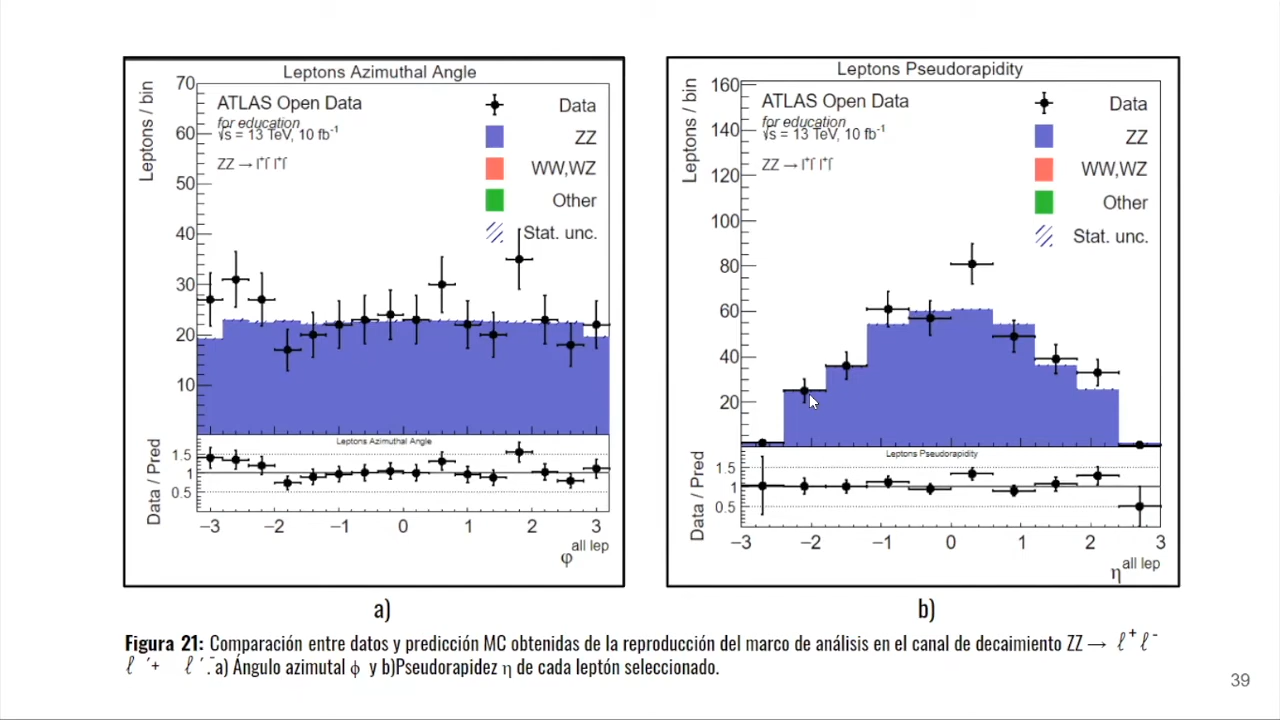 Leptons Azimuthal Angle
Leptons / bin
70
60
50
40
30
20
10
ATLAS Open Data
for education
√s = 13 TeV, 10 fb⁻¹
ZZ → l⁺l⁻ l⁺l⁻
Data
ZZ
WW,WZ
Other
Stat. unc.
Leptons Azimuthal Angle
Data / Pred
1.5
1
0.5
−3 −2 −1 0 1 2 3
φ^all lep
a)
Leptons Pseudorapidity
Leptons / bin
160
140
120
100
80
60
40
20
ATLAS Open Data
for education
√s = 13 TeV, 10 fb⁻¹
ZZ → l⁺l⁻ l⁺l⁻
Data
ZZ
WW,WZ
Other
Stat. unc.
Leptons Pseudorapidity
Data / Pred
1.5
1
0.5
−3 −2 −1 0 1 2 3
η^all lep
b)
Figura 21: Comparación entre datos y predicción MC obtenidas de la reproducción del marco de análisis en el canal de decaimiento ZZ → ℓ⁺ℓ⁻
ℓ´⁺ ℓ´⁻. a) Ángulo azimutal ϕ y b)Pseudorapidez η de cada leptón seleccionado.
39